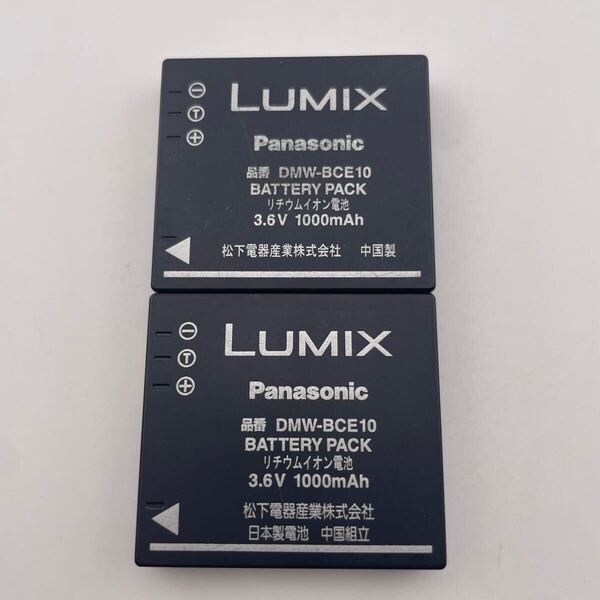 ⊖ LUMIX
Ⓣ
⊕ Panasonic
品番 DMW-BCE10
BATTERY PACK
リチウムイオン電池
3.6V 1000mAh
松下電器産業株式会社 中国製
⊖ LUMIX
Ⓣ
⊕ Panasonic
品番 DMW-BCE10
BATTERY PACK
リチウムイオン電池
3.6V 1000mAh
松下電器産業株式会社
日本製電池 中国組立